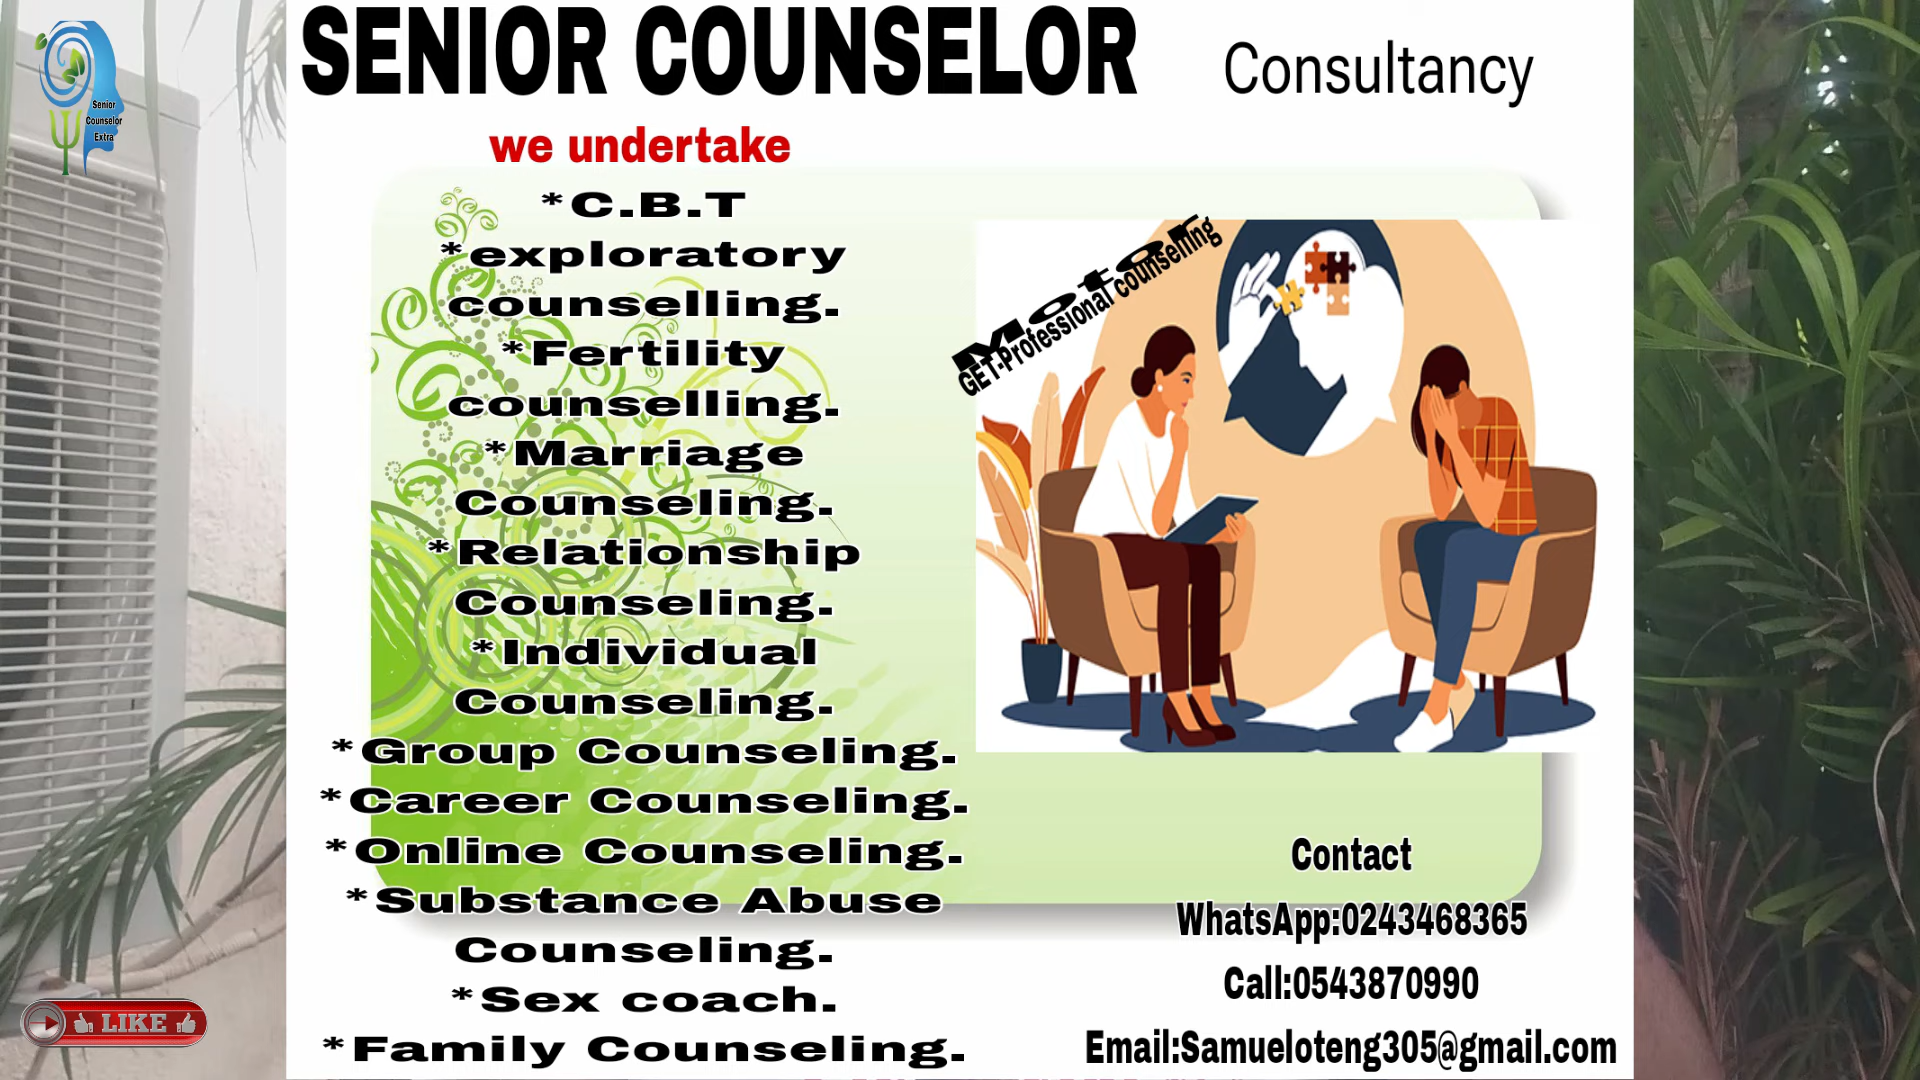 SENIOR COUNSELOR Consultancy
Senior
Counselor
Extra
we undertake
*C.B.T
*exploratory
counselling.
*Fertility
counselling.
*Marriage
Counseling.
*Relationship
Counseling.
*Individual
Counseling.
*Group Counseling.
*Career Counseling.
*Online Counseling.
*Substance Abuse
Counseling.
*Sex coach.
*Family Counseling.
Motor
GET-Professional counselling
Contact
WhatsApp:0243468365
Call:0543870990
Email:Samueloteng305@gmail.com
LIKE